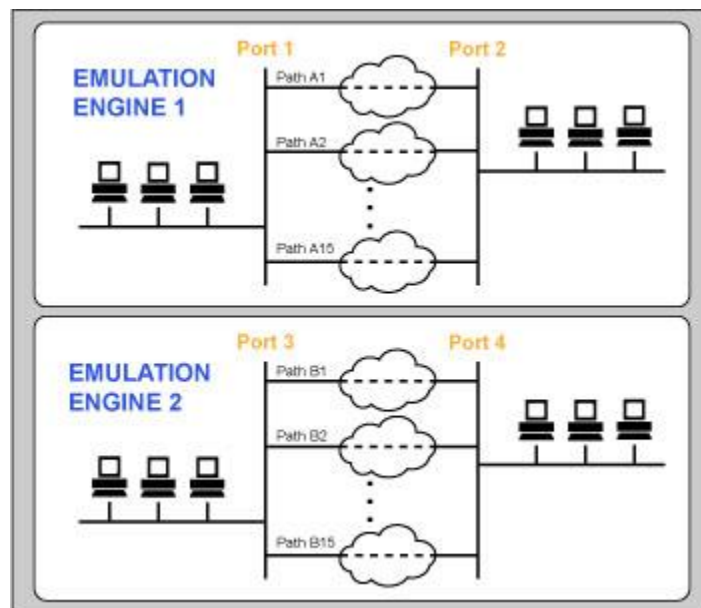 Port 1
Port 2
EMULATION
ENGINE 1
Path A1
Path A2
Path A15
Port 3
Port 4
EMULATION
ENGINE 2
Path B1
Path B2
Path B15